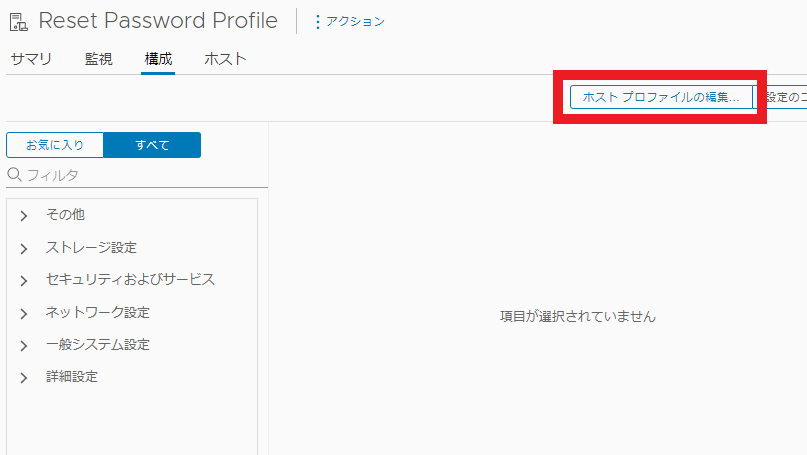 Reset Password Profile
アクション
サマリ 監視 構成 ホスト
ホスト プロファイルの編集... 設定のコ
お気に入り すべて
フィルタ
その他
ストレージ設定
セキュリティおよびサービス
ネットワーク設定
一般システム設定
詳細設定
項目が選択されていません